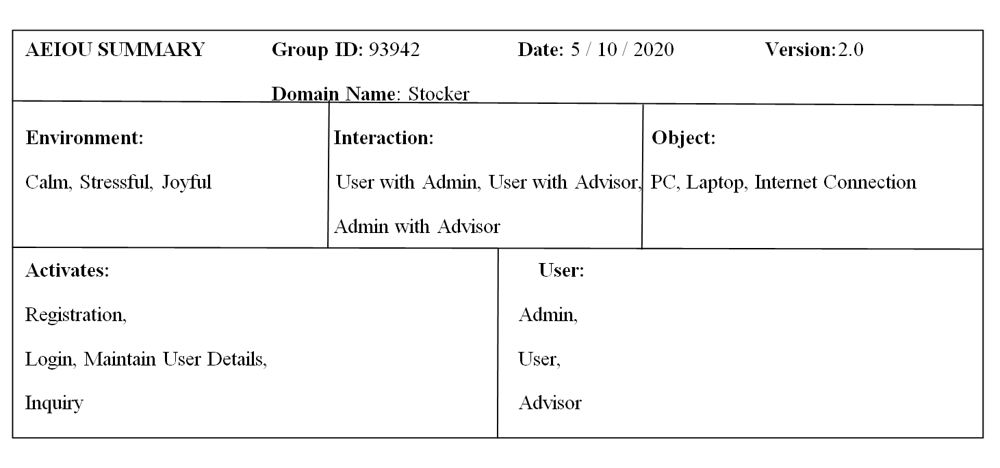 AEIOU SUMMARY Group ID: 93942 Date: 5 / 10 / 2020 Version:2.0
Domain Name: Stocker
Environment:
Calm, Stressful, Joyful
Interaction:
User with Admin, User with Advisor,
Admin with Advisor
Object:
PC, Laptop, Internet Connection
Activates:
Registration,
Login, Maintain User Details,
Inquiry
User:
Admin,
User,
Advisor